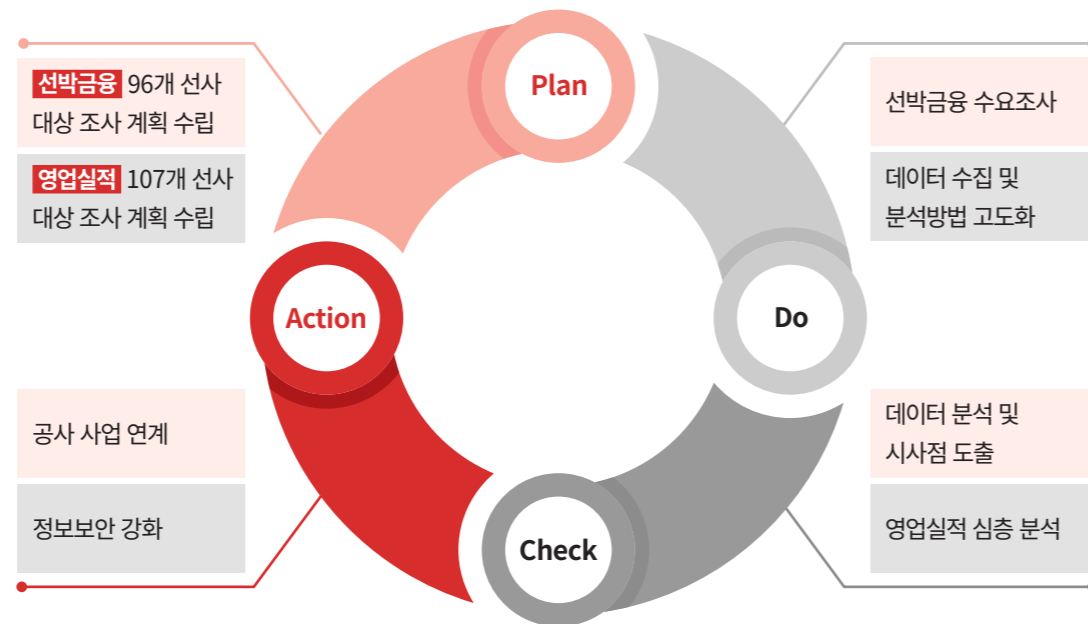 Plan
선박금융 96개 선사
대상 조사 계획 수립
영업실적 107개 선사
대상 조사 계획 수립
Do
선박금융 수요조사
데이터 수집 및
분석방법 고도화
Check
데이터 분석 및
시사점 도출
영업실적 심층 분석
Action
공사 사업 연계
정보보안 강화